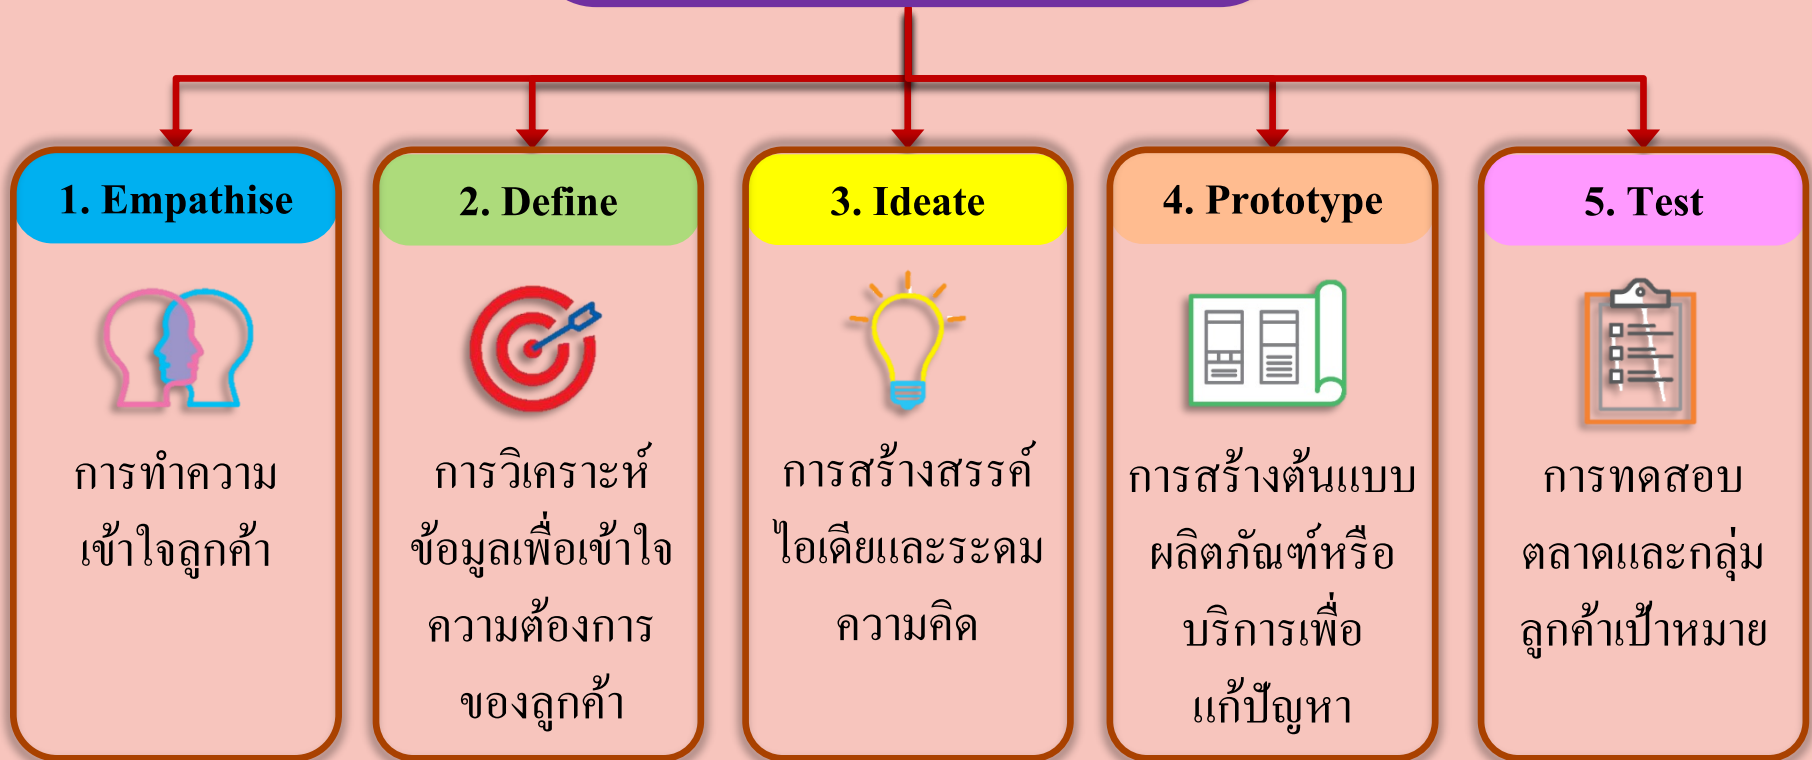 1. Empathise
การทำความ
เข้าใจลูกค้า
2. Define
การวิเคราะห์
ข้อมูลเพื่อเข้าใจ
ความต้องการ
ของลูกค้า
3. Ideate
การสร้างสรรค์
ไอเดียและระดม
ความคิด
4. Prototype
การสร้างต้นแบบ
ผลิตภัณฑ์หรือ
บริการเพื่อ
แก้ปัญหา
5. Test
การทดสอบ
ตลาดและกลุ่ม
ลูกค้าเป้าหมาย